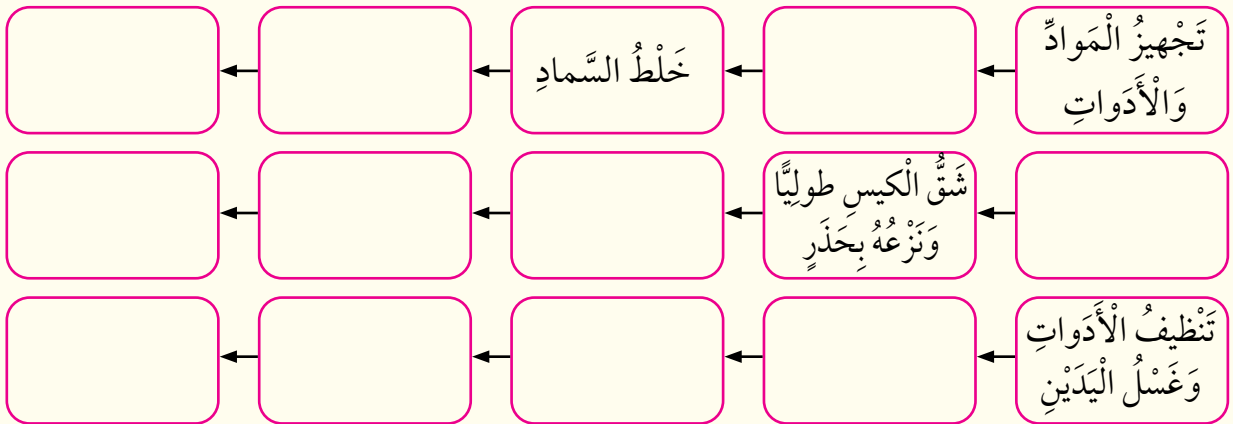 تَجْهيزُ الْمَوادِّ
وَالْأَدَواتِ
خَلْطُ السَّمادِ
شَقُّ الْكيسِ طولِيًّا
وَنَزْعُهُ بِحَذَرٍ
تَنْظيفُ الْأَدَواتِ
وَغَسْلُ الْيَدَيْنِ